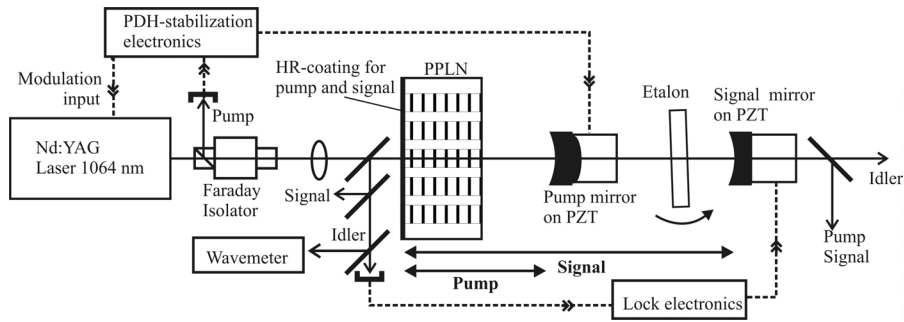 PDH-stabilization
electronics
Modulation
input
Pump
Nd:YAG
Laser 1064 nm
Faraday
Isolator
HR-coating for
pump and signal
PPLN
Etalon
Signal mirror
on PZT
Pump mirror
on PZT
Idler
Signal
Idler
Wavemeter
Pump
Signal
Signal
Pump
Lock electronics